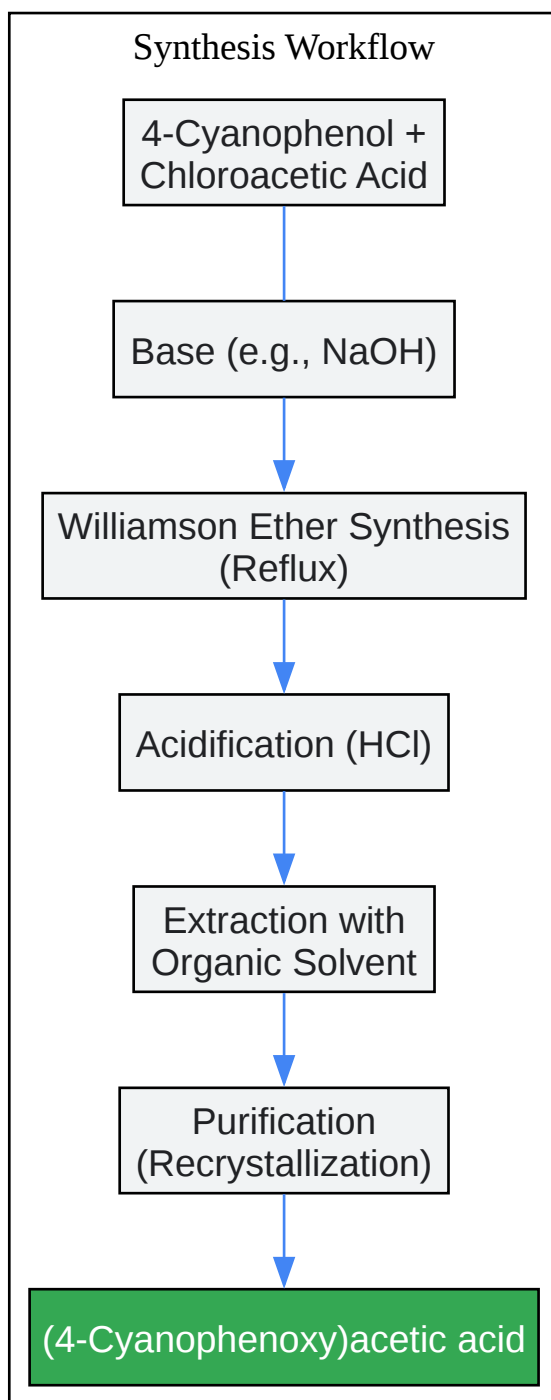 Synthesis Workflow
4-Cyanophenol +
Chloroacetic Acid
Base (e.g., NaOH)
Williamson Ether Synthesis
(Reflux)
Acidification (HCl)
Extraction with
Organic Solvent
Purification
(Recrystallization)
(4-Cyanophenoxy)acetic acid